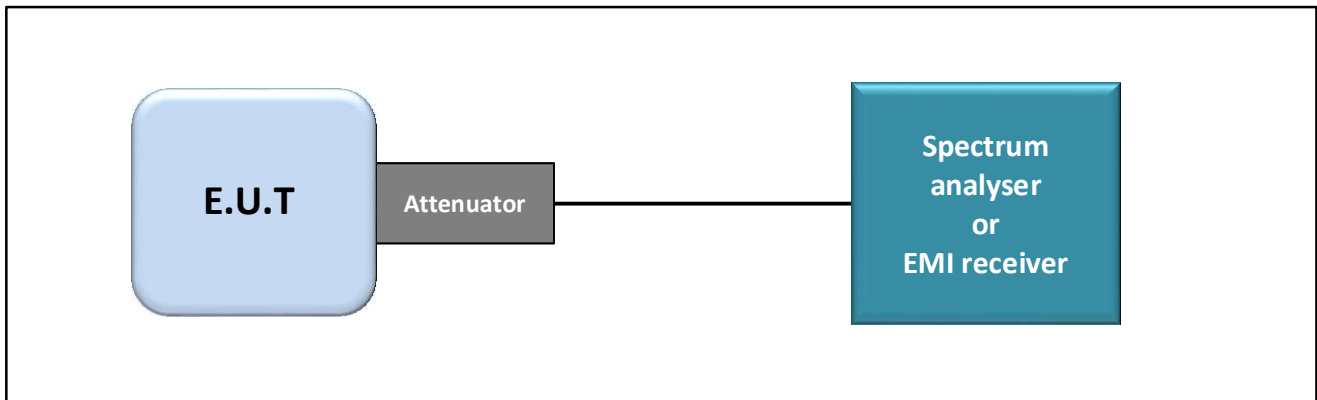 E.U.T
Attenuator
Spectrum
analyser
or
EMI receiver